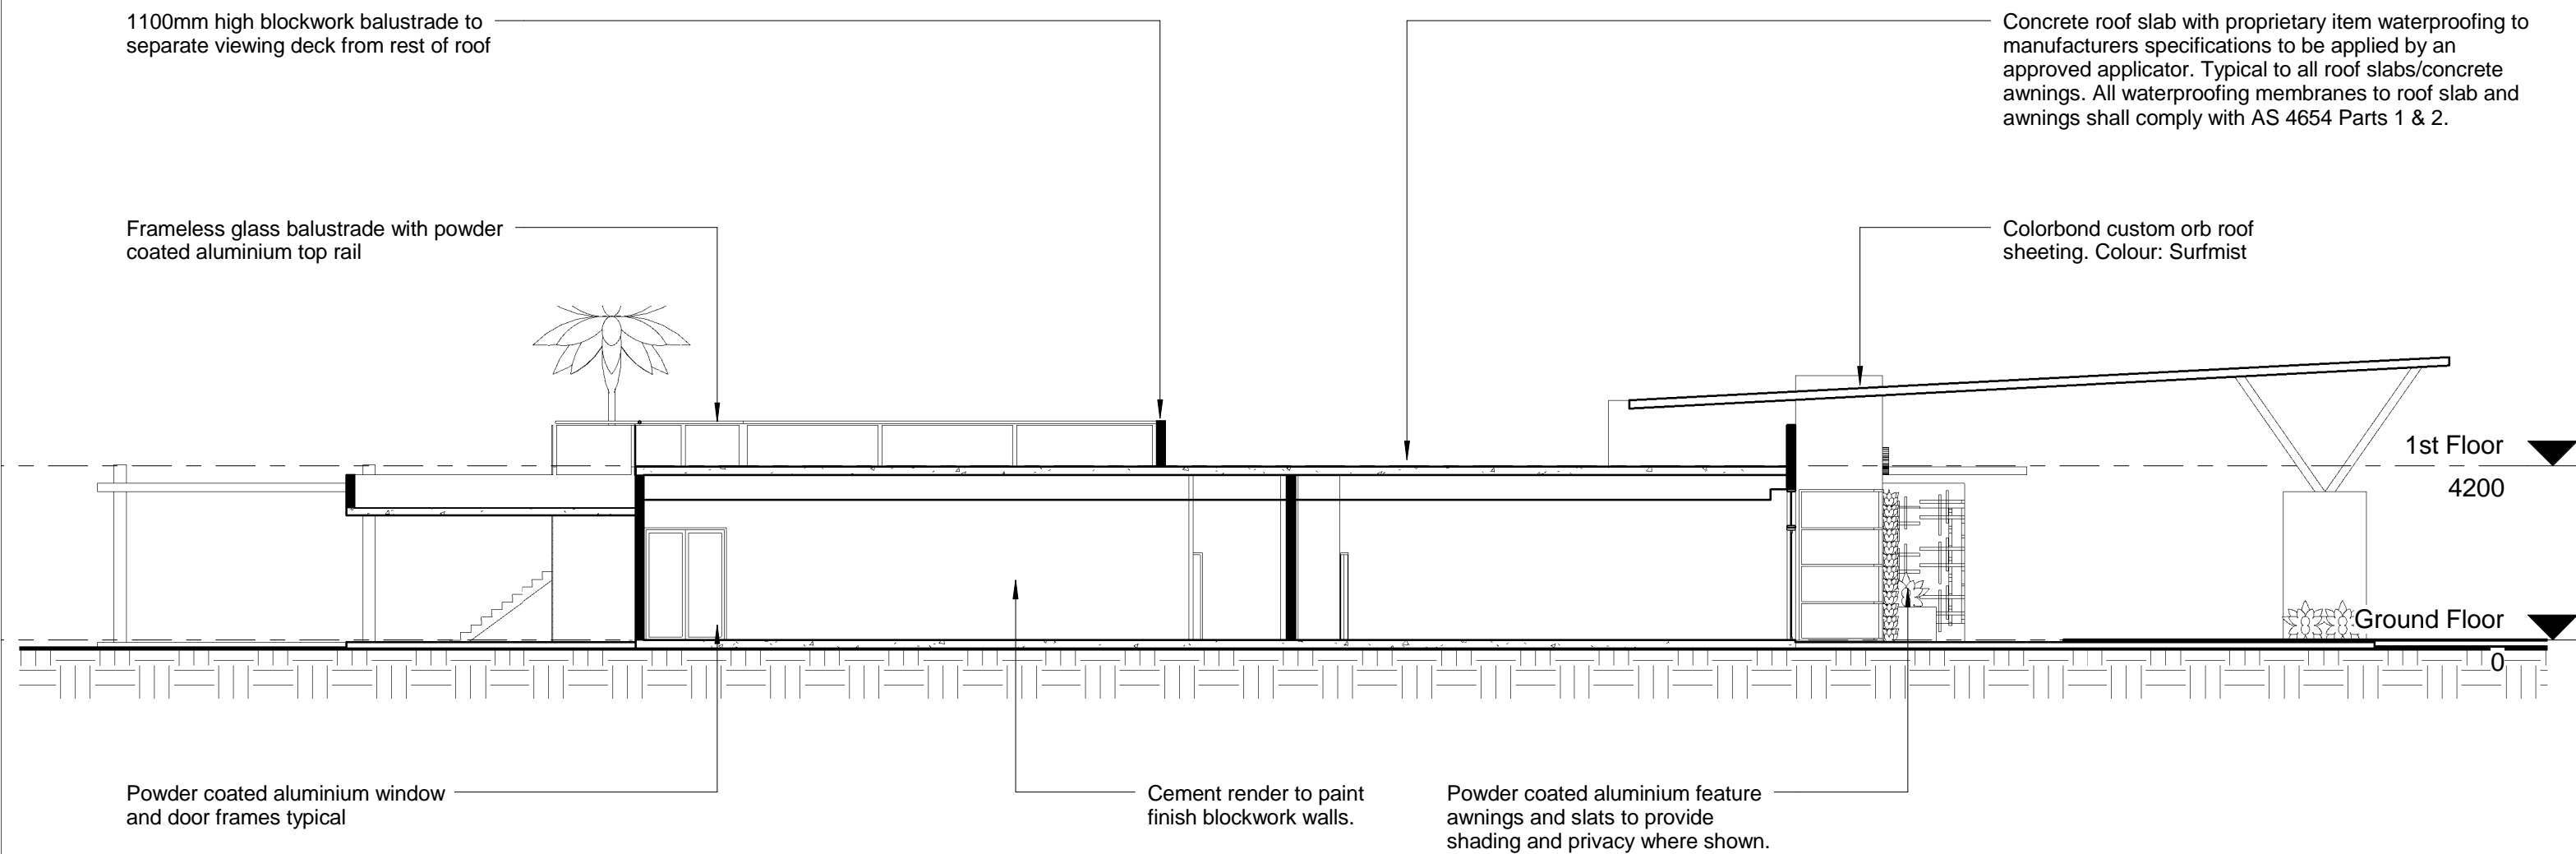 1100mm high blockwork balustrade to
separate viewing deck from rest of roof
Concrete roof slab with proprietary item waterproofing to
manufacturers specifications to be applied by an
approved applicator. Typical to all roof slabs/concrete
awnings. All waterproofing membranes to roof slab and
awnings shall comply with AS 4654 Parts 1 & 2.
Frameless glass balustrade with powder
coated aluminium top rail
Colorbond custom orb roof
sheeting. Colour: Surfmist
1st Floor
4200
Ground Floor
0
Powder coated aluminium window
and door frames typical
Cement render to paint
finish blockwork walls.
Powder coated aluminium feature
awnings and slats to provide
shading and privacy where shown.